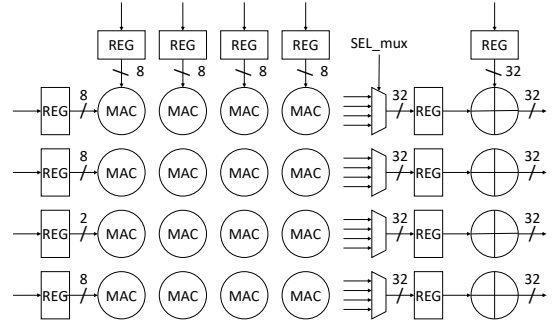 REG REG REG REG SEL_mux REG
8 8 8 8 32
REG 8 MAC MAC MAC MAC 32 REG 32
REG 8 MAC MAC MAC MAC 32 REG 32
REG 2 MAC MAC MAC MAC 32 REG 32
REG 8 MAC MAC MAC MAC 32 REG 32